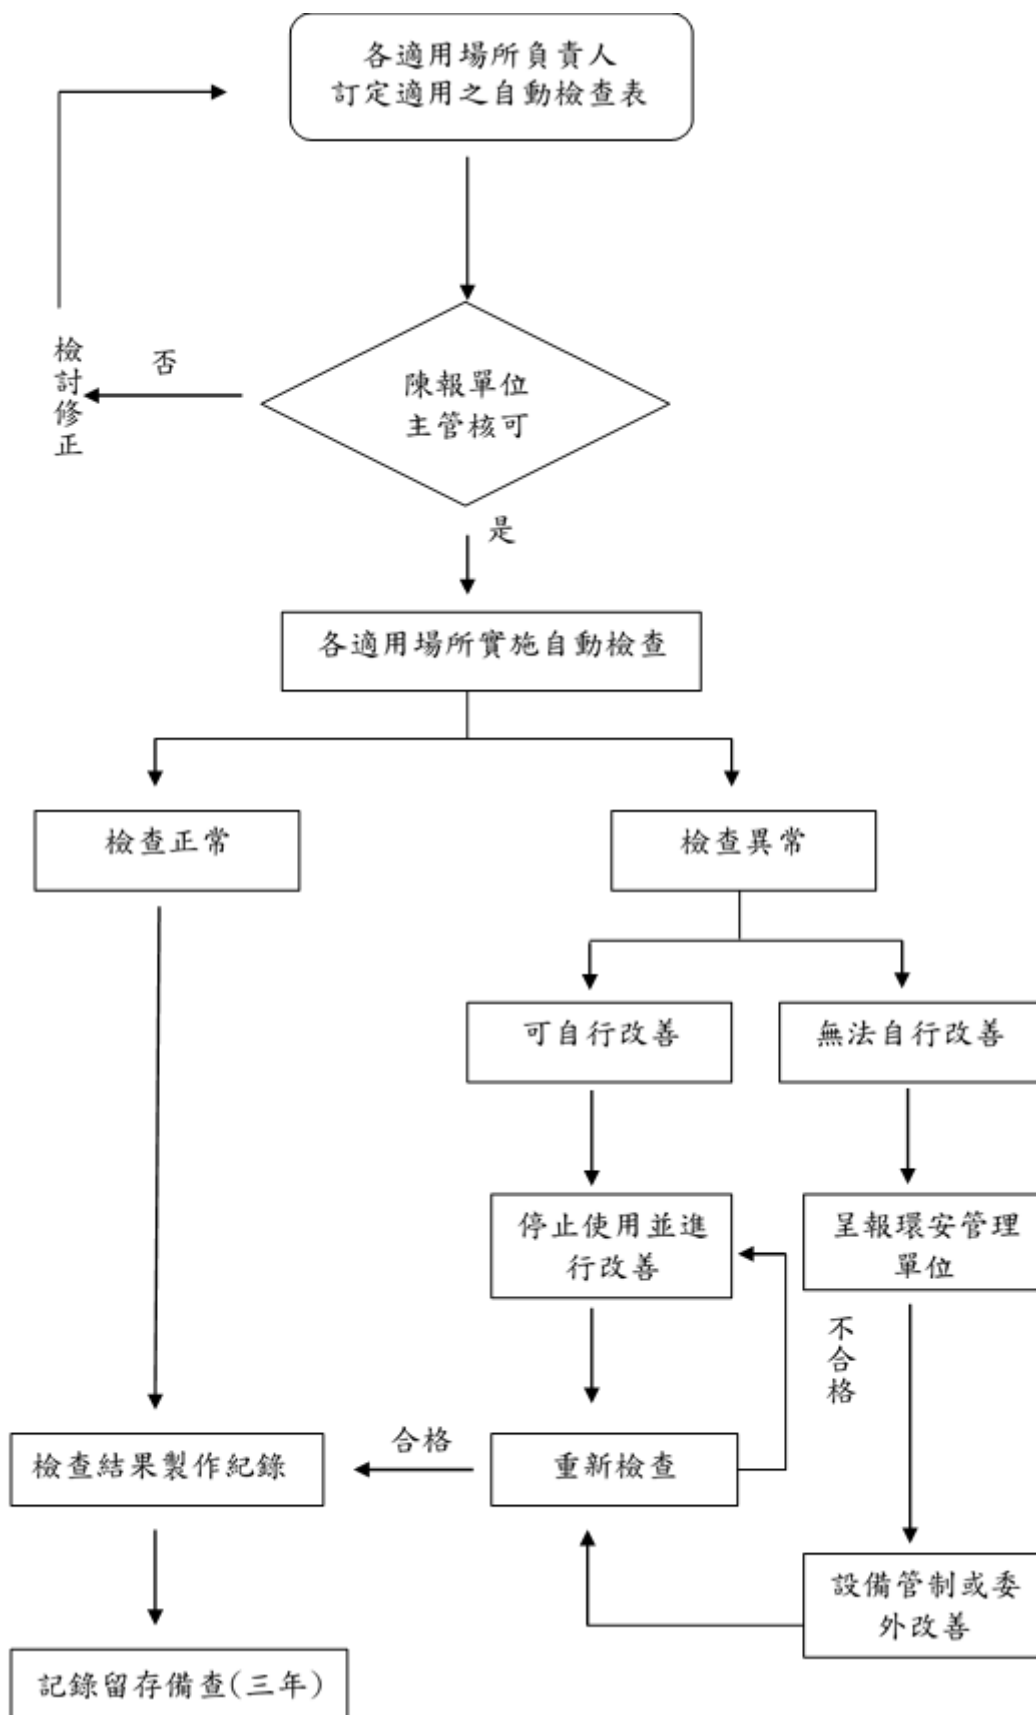 各適用場所負責人
訂定適用之自動檢查表
檢討修正
否
陳報單位
主管核可
是
各適用場所實施自動檢查
檢查正常
檢查異常
可自行改善
無法自行改善
停止使用並進
行改善
呈報環安管理
單位
不合格
檢查結果製作紀錄
合格
重新檢查
設備管制或委
外改善
記錄留存備查(三年)